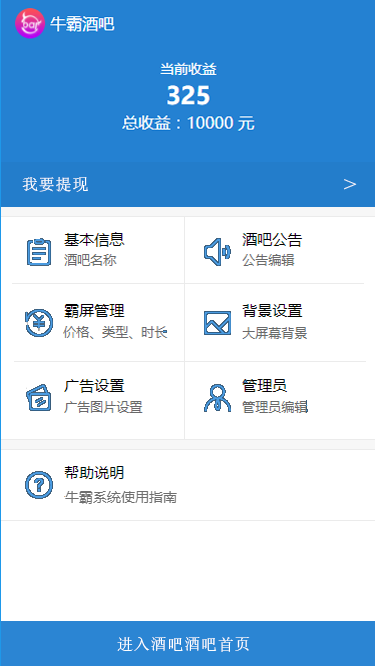 牛霸酒吧
当前收益
325
总收益：10000 元
我要提现 >
基本信息
酒吧名称
酒吧公告
公告编辑
霸屏管理
价格、类型、时长
背景设置
大屏幕背景
广告设置
广告图片设置
管理员
管理员编辑
帮助说明
牛霸系统使用指南
进入酒吧酒吧首页